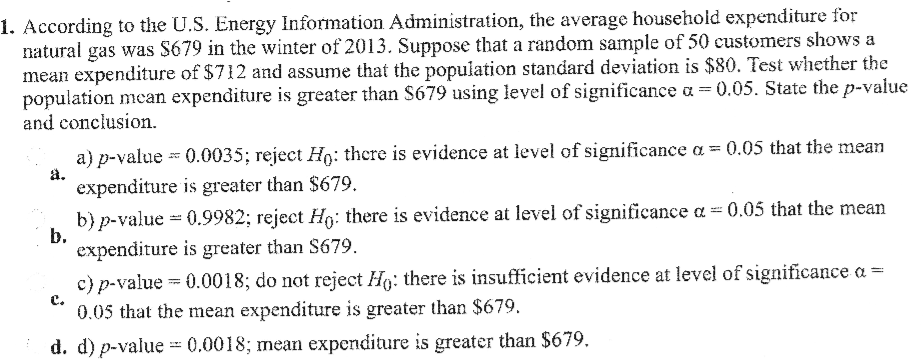 1. According to the U.S. Energy Information Administration, the average household expenditure for
natural gas was $679 in the winter of 2013. Suppose that a random sample of 50 customers shows a
mean expenditure of $712 and assume that the population standard deviation is $80. Test whether the
population mean expenditure is greater than $679 using level of significance α = 0.05. State the p-value
and conclusion.
a) p-value = 0.0035; reject H₀: there is evidence at level of significance α = 0.05 that the mean
a.
expenditure is greater than $679.
b) p-value = 0.9982; reject H₀: there is evidence at level of significance α = 0.05 that the mean
b.
expenditure is greater than $679.
c) p-value = 0.0018; do not reject H₀: there is insufficient evidence at level of significance α =
c.
0.05 that the mean expenditure is greater than $679.
d. d) p-value = 0.0018; mean expenditure is greater than $679.